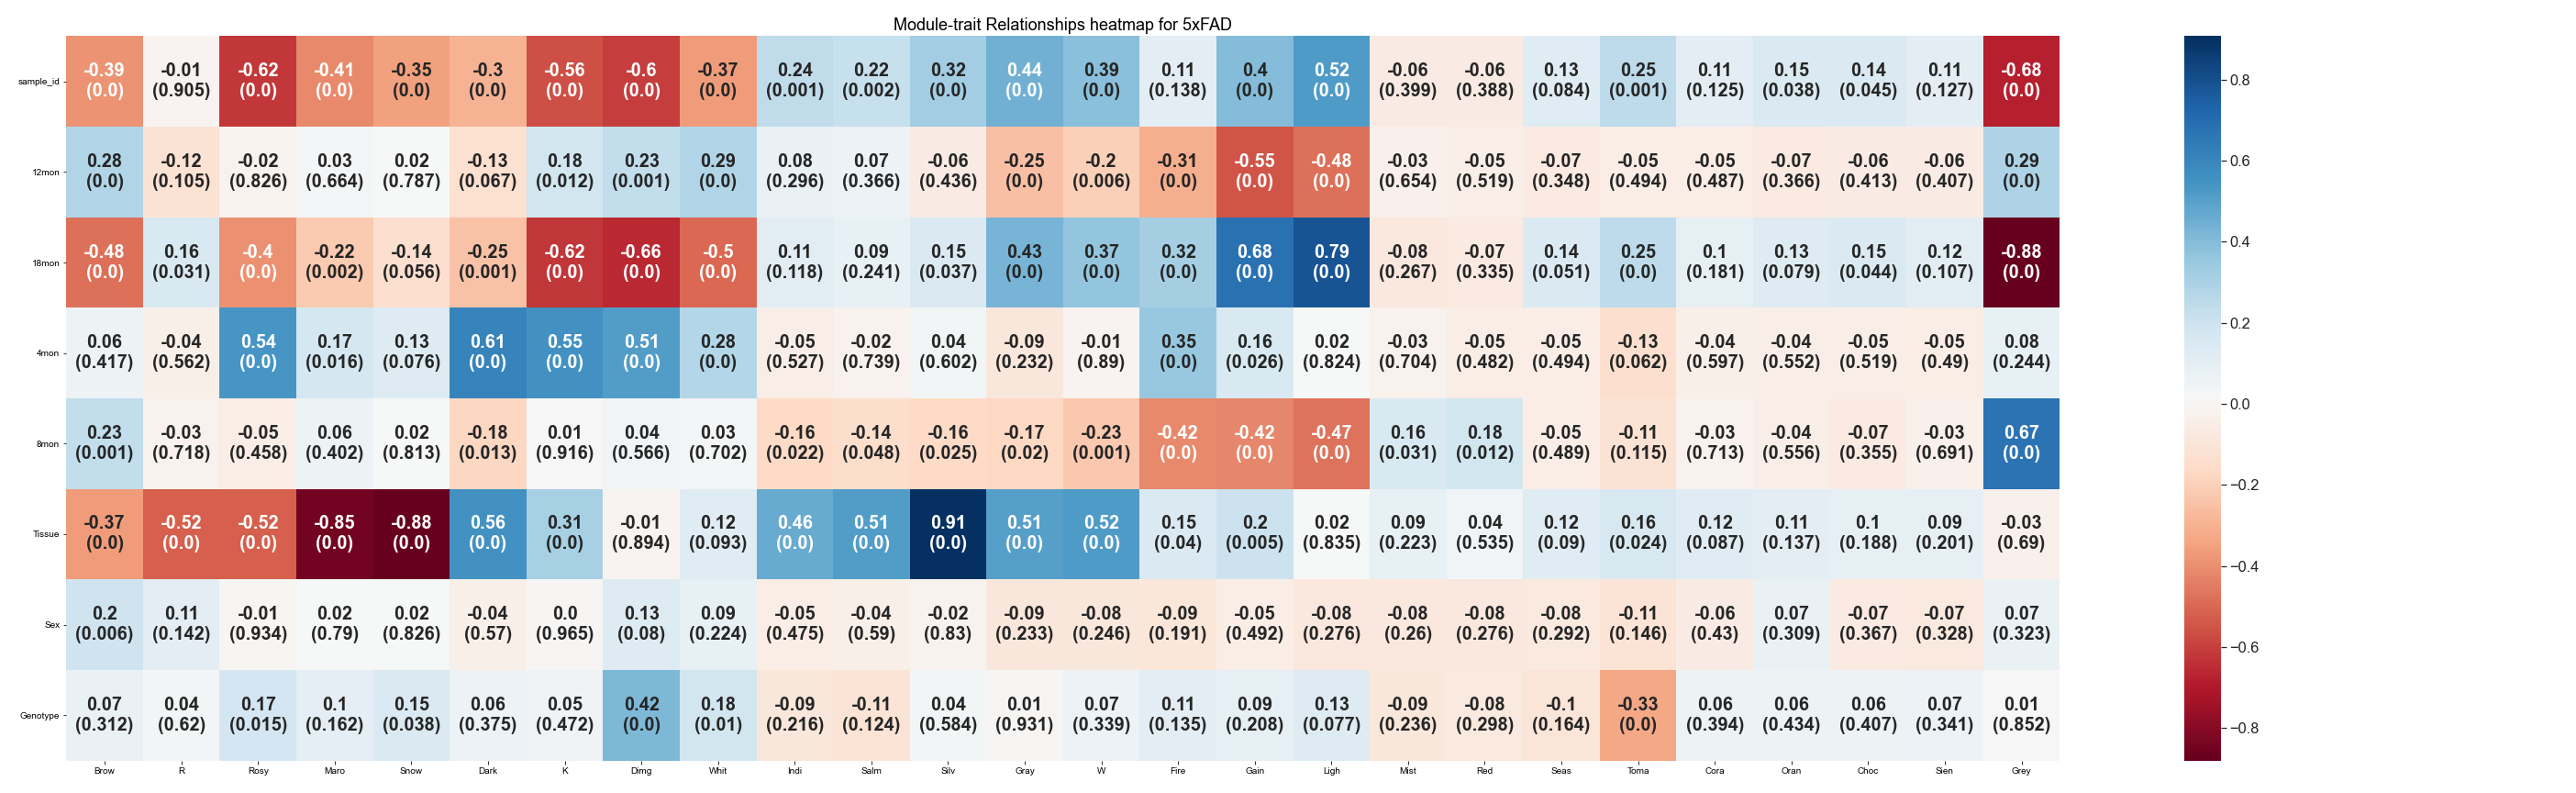 Module-trait Relationships heatmap for 5xFAD
sample_id -0.39 -0.01 -0.62 -0.41 -0.35 -0.3 -0.56 -0.6 -0.37 0.24 0.22 0.32 0.44 0.39 0.11 0.4 0.52 -0.06 -0.06 0.13 0.25 0.11 0.15 0.14 0.11 -0.68
(0.0) (0.905) (0.0) (0.0) (0.0) (0.0) (0.0) (0.0) (0.0) (0.001) (0.002) (0.0) (0.0) (0.0) (0.138) (0.0) (0.0) (0.399) (0.388) (0.084) (0.001) (0.125) (0.038) (0.045) (0.127) (0.0)
12mon 0.28 -0.12 -0.02 0.03 0.02 -0.13 0.18 0.23 0.29 0.08 0.07 -0.06 -0.25 -0.2 -0.31 -0.55 -0.48 -0.03 -0.05 -0.07 -0.05 -0.05 -0.07 -0.06 -0.06 0.29
(0.0) (0.105) (0.826) (0.664) (0.787) (0.067) (0.012) (0.001) (0.0) (0.296) (0.366) (0.436) (0.0) (0.006) (0.0) (0.0) (0.0) (0.654) (0.519) (0.348) (0.494) (0.487) (0.366) (0.413) (0.407) (0.0)
18mon -0.48 0.16 -0.4 -0.22 -0.14 -0.25 -0.62 -0.66 -0.5 0.11 0.09 0.15 0.43 0.37 0.32 0.68 0.79 -0.08 -0.07 0.14 0.25 0.1 0.13 0.15 0.12 -0.88
(0.0) (0.031) (0.0) (0.002) (0.056) (0.001) (0.0) (0.0) (0.0) (0.118) (0.241) (0.037) (0.0) (0.0) (0.0) (0.0) (0.0) (0.267) (0.335) (0.051) (0.0) (0.181) (0.079) (0.044) (0.107) (0.0)
4mon 0.06 -0.04 0.54 0.17 0.13 0.61 0.55 0.51 0.28 -0.05 -0.02 0.04 -0.09 -0.01 0.35 0.16 0.02 -0.03 -0.05 -0.05 -0.13 -0.04 -0.04 -0.05 -0.05 0.08
(0.417) (0.562) (0.0) (0.016) (0.076) (0.0) (0.0) (0.0) (0.0) (0.527) (0.739) (0.602) (0.232) (0.89) (0.0) (0.026) (0.824) (0.704) (0.482) (0.494) (0.062) (0.597) (0.552) (0.519) (0.49) (0.244)
8mon 0.23 -0.03 -0.05 0.06 0.02 -0.18 0.01 0.04 0.03 -0.16 -0.14 -0.16 -0.17 -0.23 -0.42 -0.42 -0.47 0.16 0.18 -0.05 -0.11 -0.03 -0.04 -0.07 -0.03 0.67
(0.001) (0.718) (0.458) (0.402) (0.813) (0.013) (0.916) (0.566) (0.702) (0.022) (0.048) (0.025) (0.02) (0.001) (0.0) (0.0) (0.0) (0.031) (0.012) (0.489) (0.115) (0.713) (0.556) (0.355) (0.691) (0.0)
Tissue -0.37 -0.52 -0.52 -0.85 -0.88 0.56 0.31 -0.01 0.12 0.46 0.51 0.91 0.51 0.52 0.15 0.2 0.02 0.09 0.04 0.12 0.16 0.12 0.11 0.1 0.09 -0.03
(0.0) (0.0) (0.0) (0.0) (0.0) (0.0) (0.0) (0.894) (0.093) (0.0) (0.0) (0.0) (0.0) (0.0) (0.04) (0.005) (0.835) (0.223) (0.535) (0.09) (0.024) (0.087) (0.137) (0.188) (0.201) (0.69)
Sex 0.2 0.11 -0.01 0.02 0.02 -0.04 0.0 0.13 0.09 -0.05 -0.04 -0.02 -0.09 -0.08 -0.09 -0.05 -0.08 -0.08 -0.08 -0.08 -0.11 -0.06 0.07 -0.07 -0.07 0.07
(0.006) (0.142) (0.934) (0.79) (0.826) (0.57) (0.965) (0.08) (0.224) (0.475) (0.59) (0.83) (0.233) (0.246) (0.191) (0.492) (0.276) (0.26) (0.276) (0.292) (0.146) (0.43) (0.309) (0.367) (0.328) (0.323)
Genotype 0.07 0.04 0.17 0.1 0.15 0.06 0.05 0.42 0.18 -0.09 -0.11 0.04 0.01 0.07 0.11 0.09 0.13 -0.09 -0.08 -0.1 -0.33 0.06 0.06 0.06 0.07 0.01
(0.312) (0.62) (0.015) (0.162) (0.038) (0.375) (0.472) (0.0) (0.01) (0.216) (0.124) (0.584) (0.931) (0.339) (0.135) (0.208) (0.077) (0.236) (0.298) (0.164) (0.0) (0.394) (0.434) (0.407) (0.341) (0.852)
Brow R Rosy Maro Snow Dark K Dimg Whit Indi Salm Silv Gray W Fire Gain Ligh Mist Red Seas Toma Cora Oran Choc Sien Grey
0.8
0.6
0.4
0.2
0.0
−0.2
−0.4
−0.6
−0.8